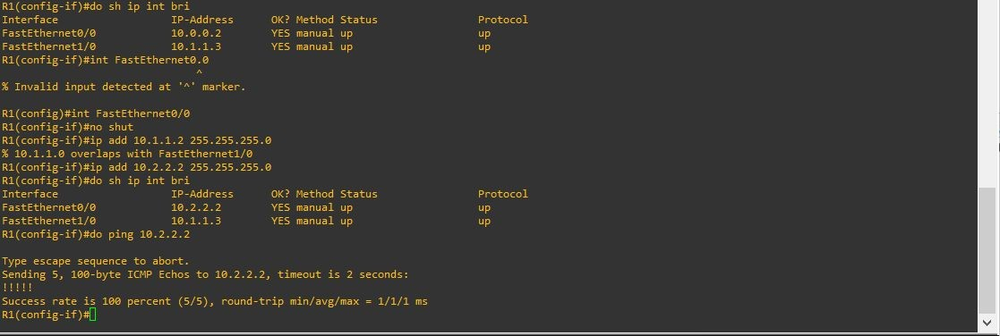 R1(config-if)#do sh ip int bri
Interface IP-Address OK? Method Status Protocol
FastEthernet0/0 10.0.0.2 YES manual up up
FastEthernet1/0 10.1.1.3 YES manual up up
R1(config-if)#int FastEthernet0.0
^
% Invalid input detected at '^' marker.
R1(config)#int FastEthernet0/0
R1(config-if)#no shut
R1(config-if)#ip add 10.1.1.2 255.255.255.0
% 10.1.1.0 overlaps with FastEthernet1/0
R1(config-if)#ip add 10.2.2.2 255.255.255.0
R1(config-if)#do sh ip int bri
Interface IP-Address OK? Method Status Protocol
FastEthernet0/0 10.2.2.2 YES manual up up
FastEthernet1/0 10.1.1.3 YES manual up up
R1(config-if)#do ping 10.2.2.2
Type escape sequence to abort.
Sending 5, 100-byte ICMP Echos to 10.2.2.2, timeout is 2 seconds:
!!!!!
Success rate is 100 percent (5/5), round-trip min/avg/max = 1/1/1 ms
R1(config-if)#